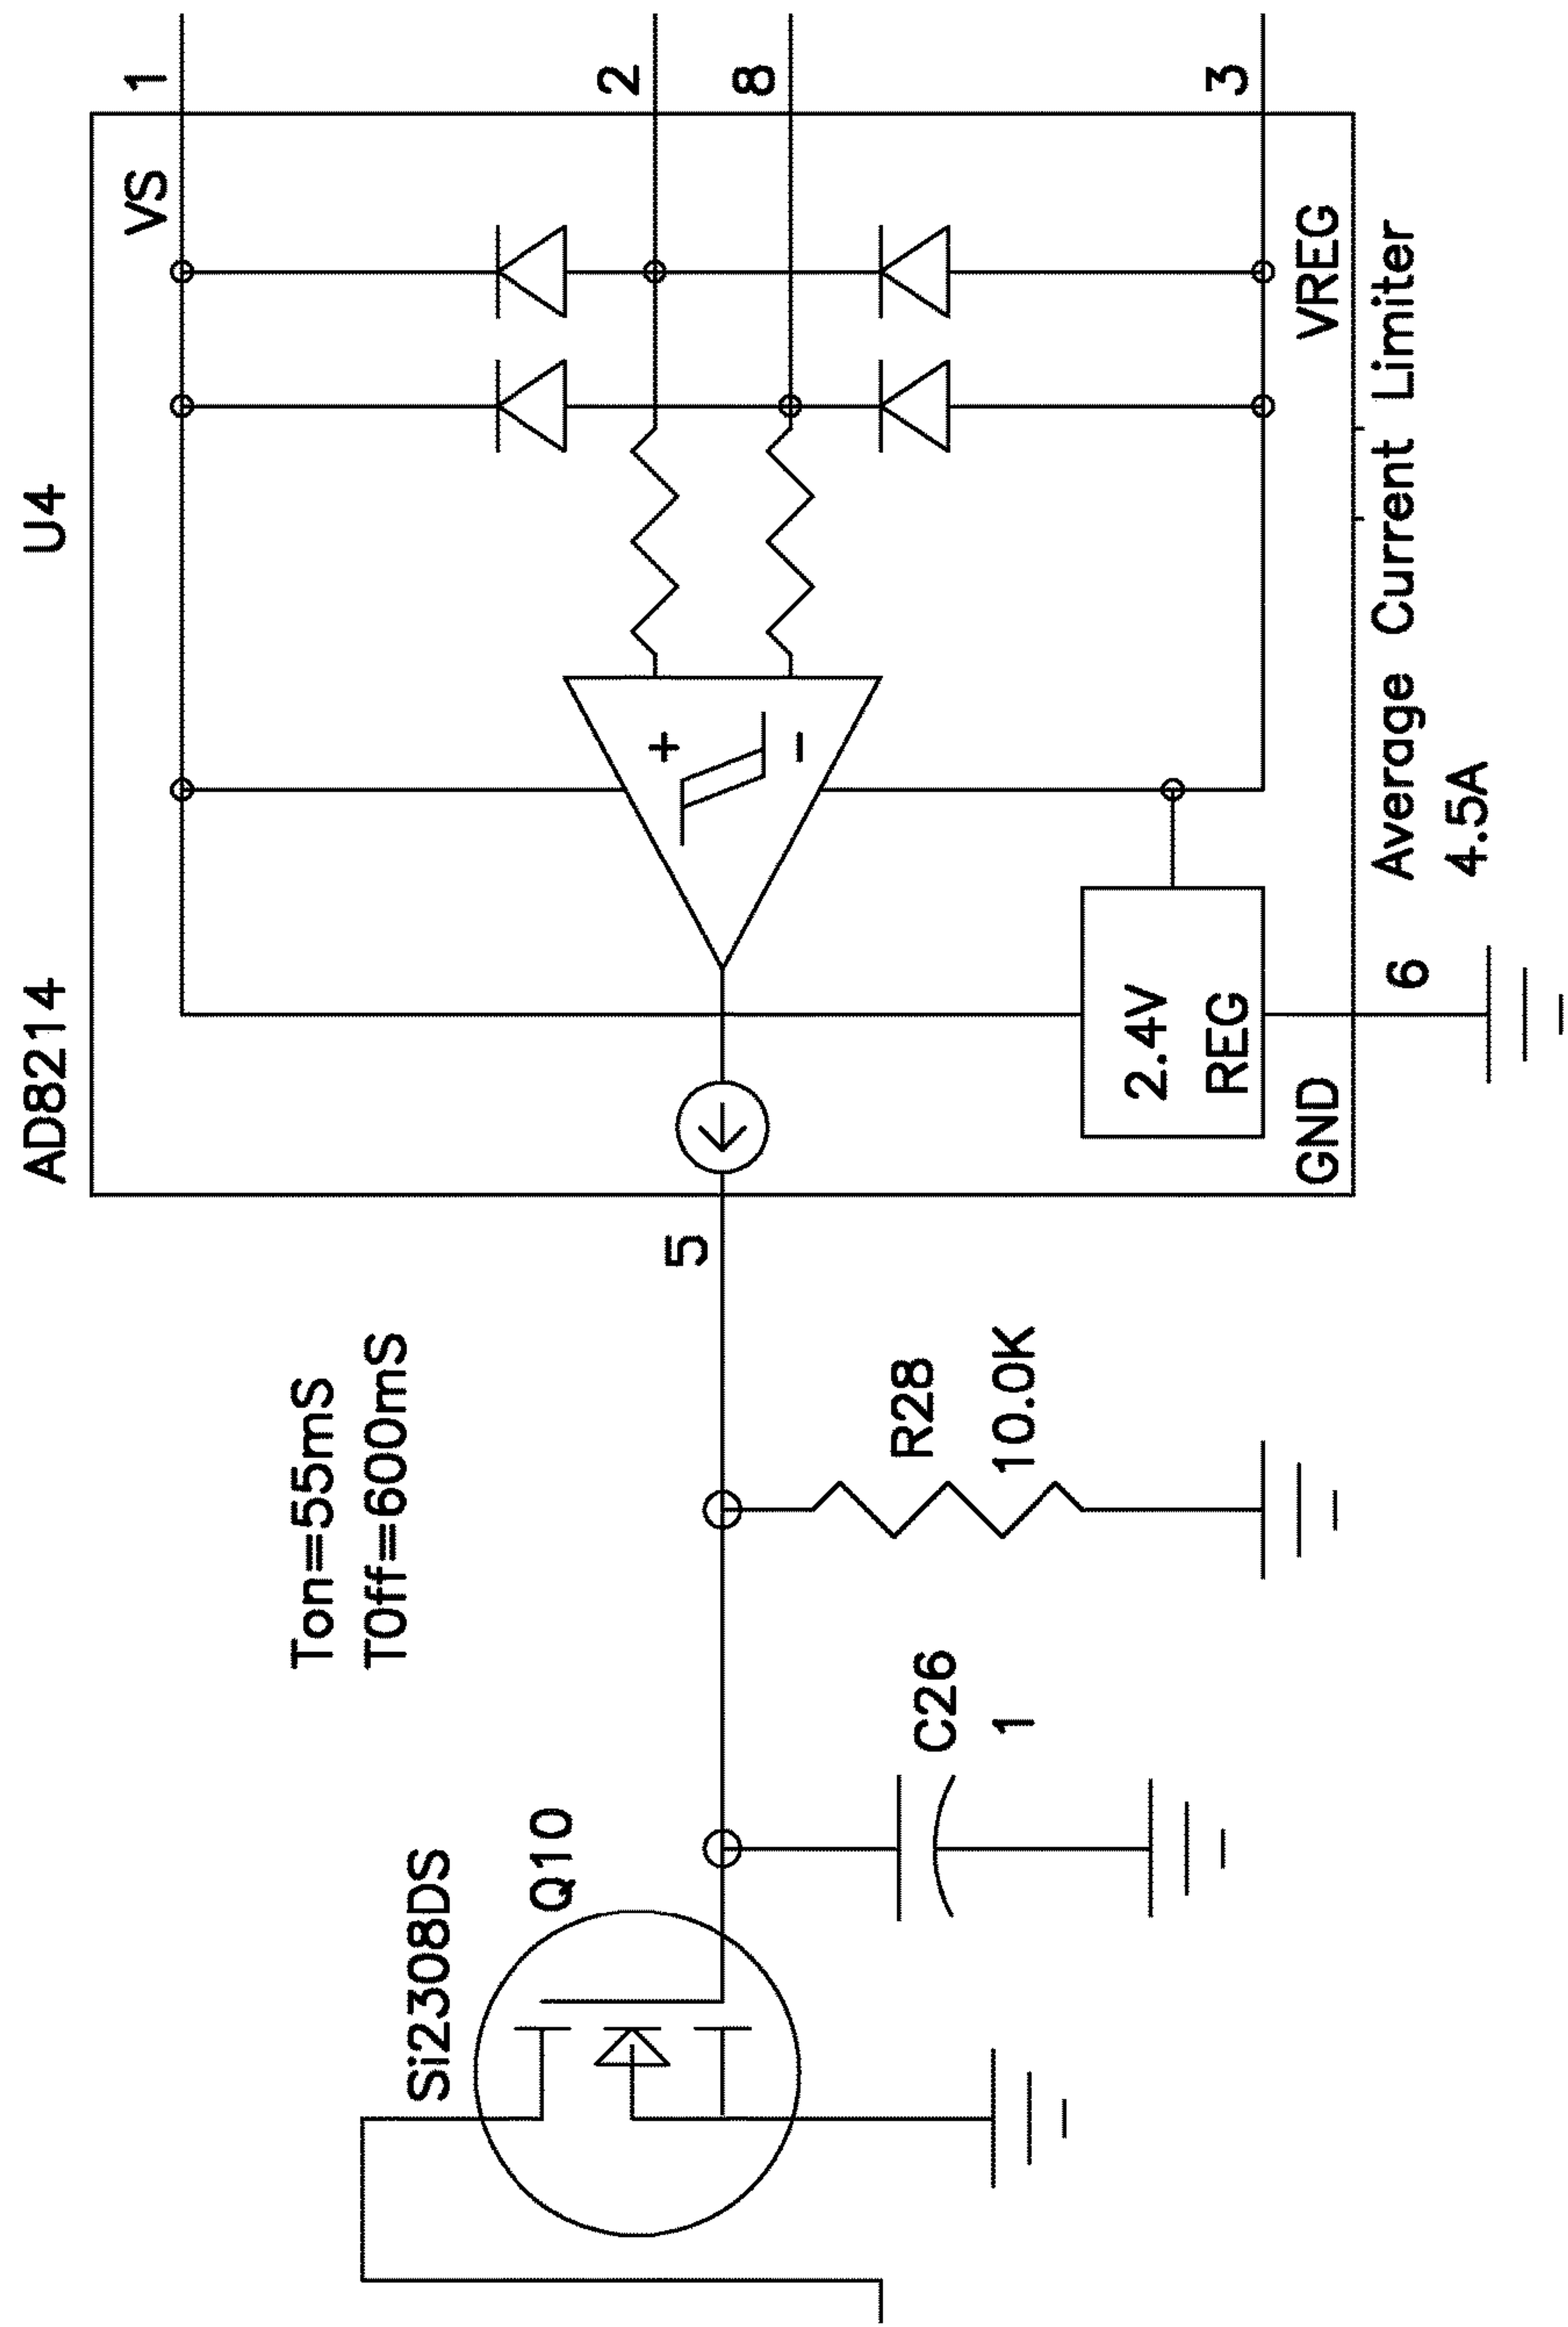 AD8214
U4
VS
1
2
8
3
+
−
2.4V
REG
GND
VREG
5
6
Average Current Limiter
4.5A
Ton=55mS
TOff=600mS
R28
10.0K
C26
1
Si2308DS
Q10